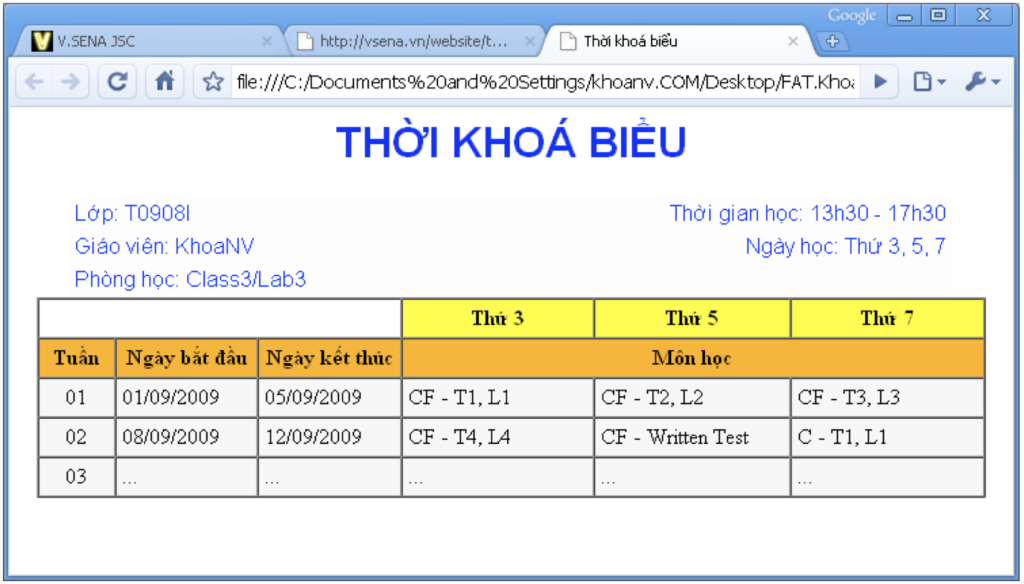 Google
V.SENA JSC
http://vsena.vn/website/t...
Thời khoá biểu
file:///C:/Documents%20and%20Settings/khoanv.COM/Desktop/FAT.Khoa
THỜI KHOÁ BIỂU
Lớp: T0908I
Thời gian học: 13h30 - 17h30
Giáo viên: KhoaNV
Ngày học: Thứ 3, 5, 7
Phòng học: Class3/Lab3
Thứ 3 Thứ 5 Thứ 7
Tuần Ngày bắt đầu Ngày kết thúc Môn học
01 01/09/2009 05/09/2009 CF - T1, L1 CF - T2, L2 CF - T3, L3
02 08/09/2009 12/09/2009 CF - T4, L4 CF - Written Test C - T1, L1
03 ... ... ... ... ...